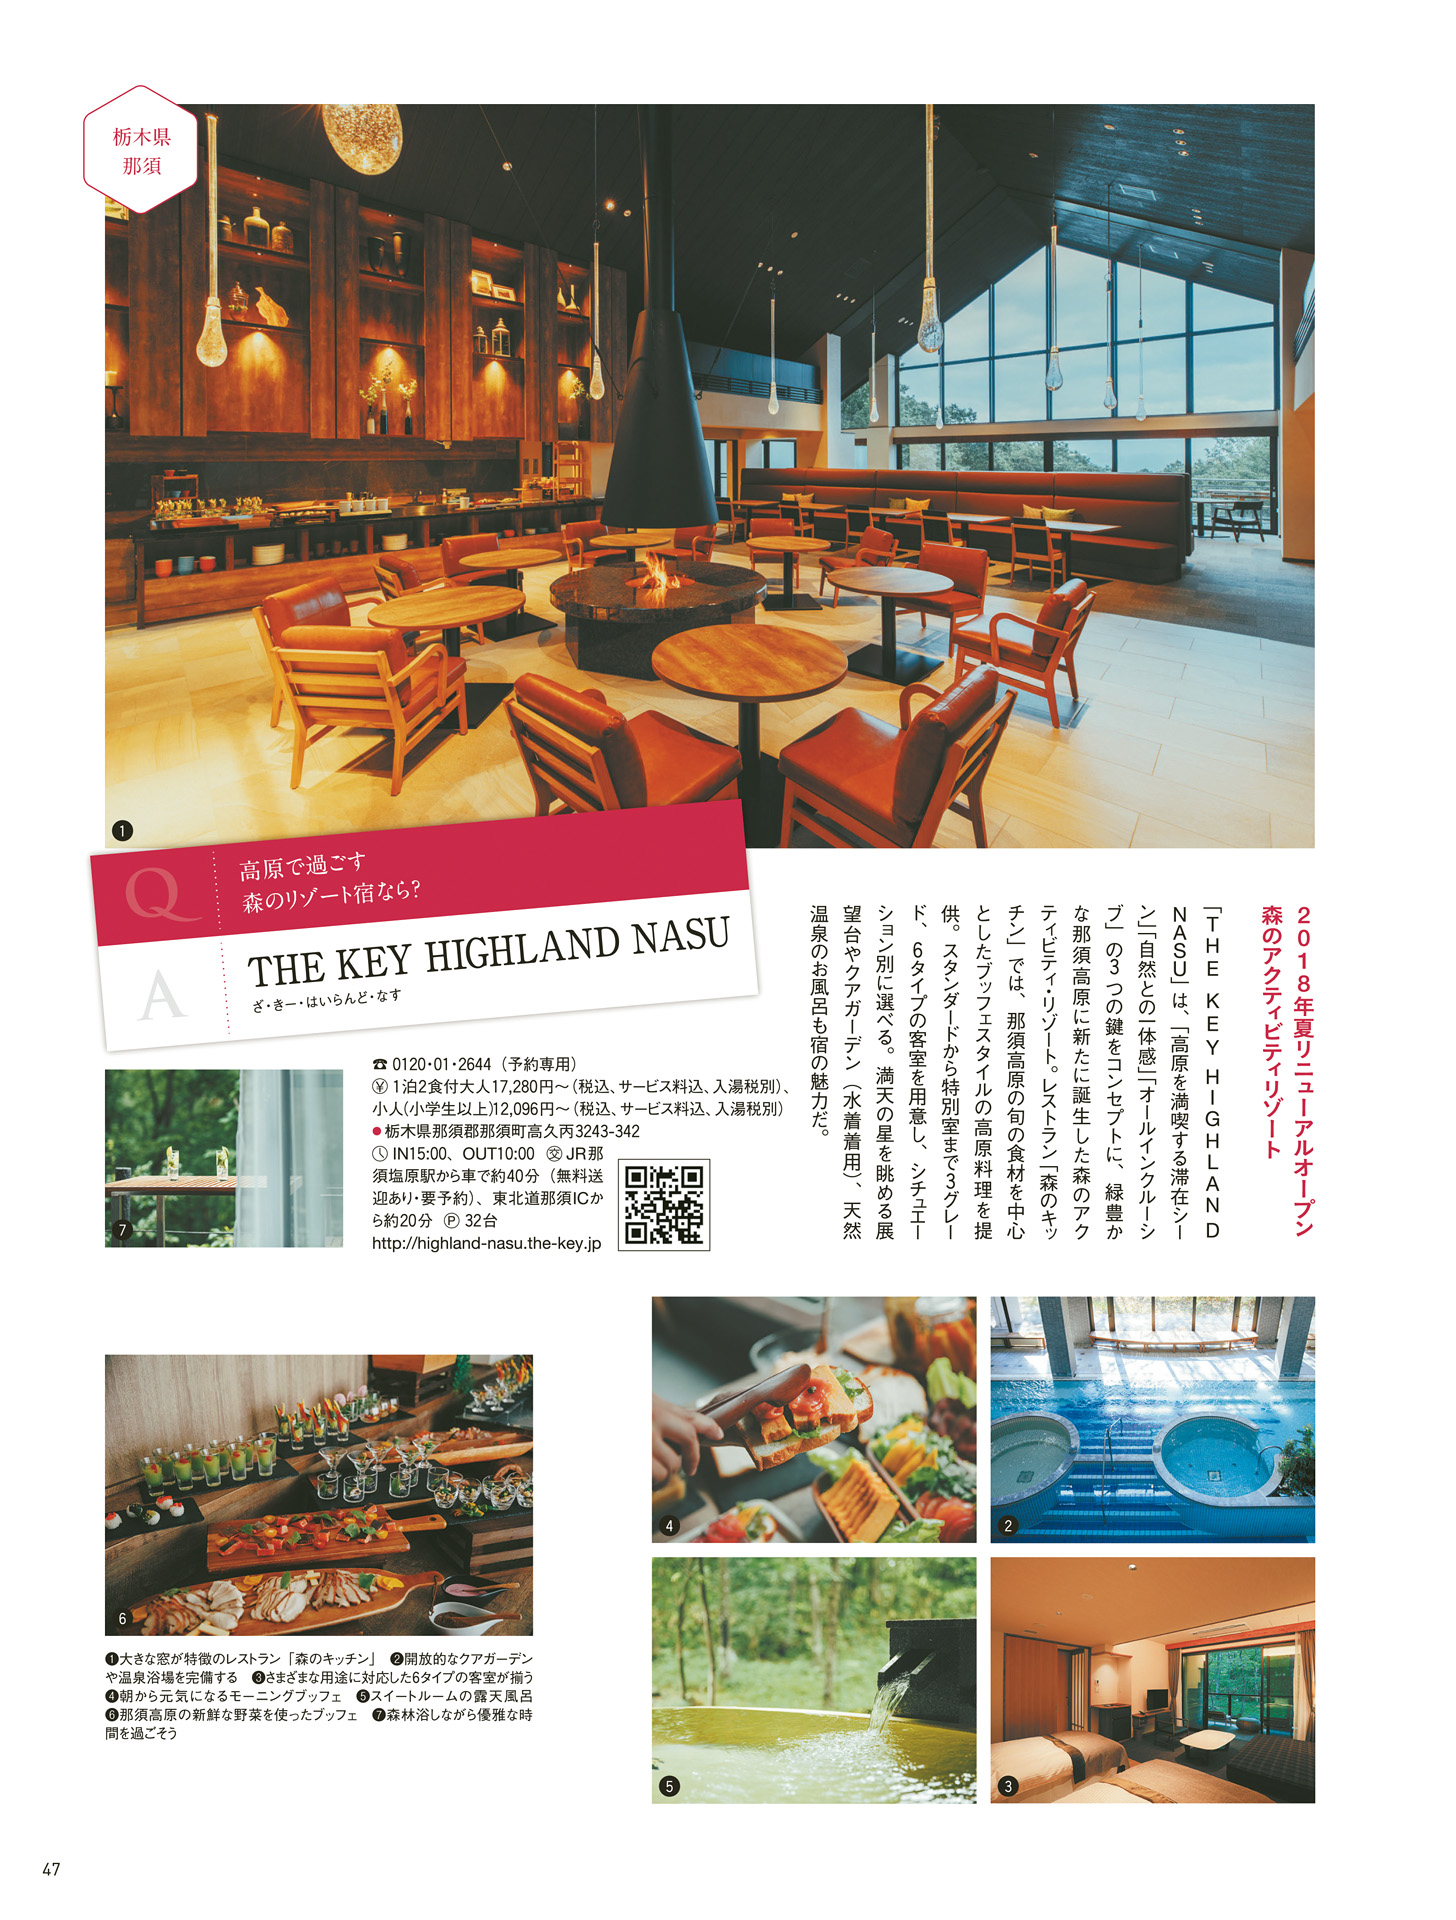 栃木県
那須
1
Q
高原で過ごす
森のリゾート宿なら?
A
THE KEY HIGHLAND NASU
ざ・きー・はいらんど・なす
2018年夏リニューアルオープン
森のアクティビティリゾート
「THE KEY HIGHLAND
NASU」は、「高原を満喫する滞在シー
ン」「自然との一体感」「オールインクルーシ
ブ」の3つの鍵をコンセプトに、緑豊か
な那須高原に新たに誕生した森のアク
ティビティ・リゾート。レストラン「森のキッ
チン」では、那須高原の旬の食材を中心
としたブッフェスタイルの高原料理を提
供。スタンダードから特別室まで3グレー
ド、6タイプの客室を用意し、シチュエー
ション別に選べる。満天の星を眺める展
望台やクアガーデン（水着着用）、天然
温泉のお風呂も宿の魅力だ。
☎ 0120・01・2644（予約専用）
¥ 1泊2食付大人17,280円〜（税込、サービス料込、入湯税別）、
小人（小学生以上）12,096円〜（税込、サービス料込、入湯税別）
●栃木県那須郡那須町高久丙3243-342
IN15:00、OUT10:00 交 JR那
須塩原駅から車で約40分（無料送
迎あり・要予約）、東北道那須ICか
ら約20分 Ⓟ 32台
http://highland-nasu.the-key.jp
7
4
2
6
5
3
❶大きな窓が特徴のレストラン「森のキッチン」 ❷開放的なクアガーデン
や温泉浴場を完備する ❸さまざまな用途に対応した6タイプの客室が揃う
❹朝から元気になるモーニングブッフェ ❺スイートルームの露天風呂
❻那須高原の新鮮な野菜を使ったブッフェ ❼森林浴しながら優雅な時
間を過ごそう
47